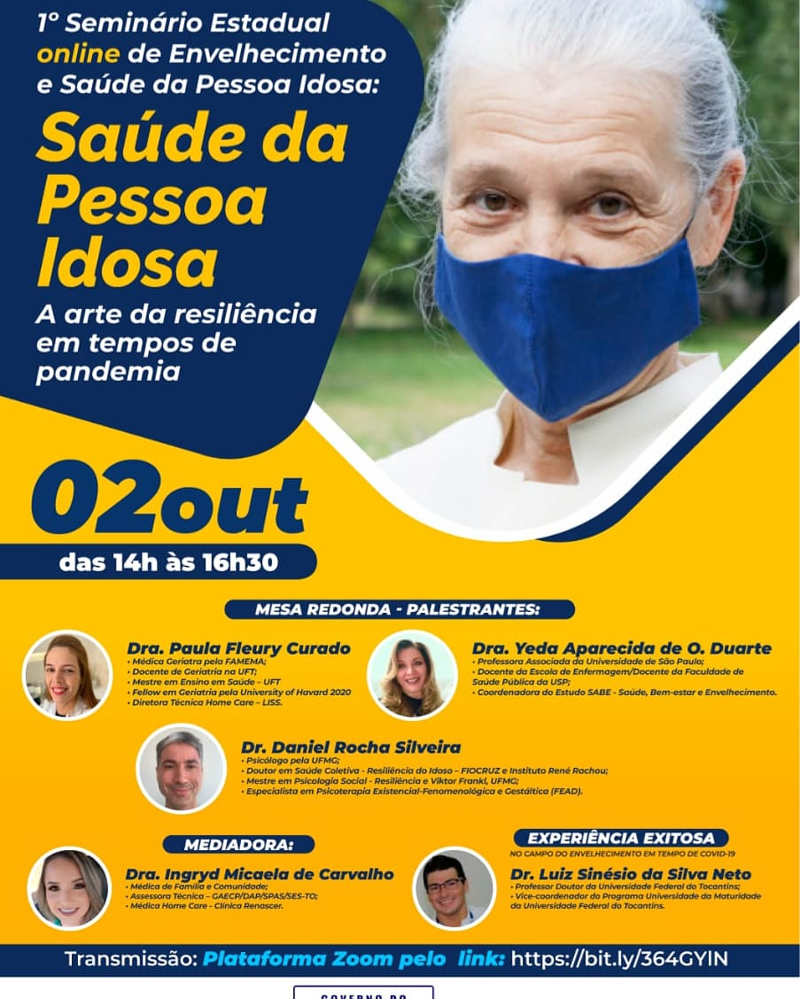 1º Seminário Estadual
online de Envelhecimento
e Saúde da Pessoa Idosa:
Saúde da
Pessoa
Idosa
A arte da resiliência
em tempos de
pandemia
02out
das 14h às 16h30
MESA REDONDA - PALESTRANTES:
Dra. Paula Fleury Curado
• Médica Geriatra pela FAMEMA;
• Docente de Geriatria na UFT;
• Mestre em Ensino em Saúde – UFT
• Fellow em Geriatria pela University of Havard 2020
• Diretora Técnica Home Care – LISS.
Dra. Yeda Aparecida de O. Duarte
• Professora Associada da Universidade de São Paulo;
• Docente da Escola de Enfermagem/Docente da Faculdade de
Saúde Pública da USP;
• Coordenadora do Estudo SABE - Saúde, Bem-estar e Envelhecimento.
Dr. Daniel Rocha Silveira
• Psicólogo pela UFMG;
• Doutor em Saúde Coletiva - Resiliência do Idoso – FIOCRUZ e Instituto René Rachou;
• Mestre em Psicologia Social - Resiliência e Viktor Frankl, UFMG;
• Especialista em Psicoterapia Existencial-Fenomenológica e Gestáltica (FEAD).
MEDIADORA:
Dra. Ingryd Micaela de Carvalho
• Médica de Família e Comunidade;
• Assessora Técnica – GAECP/DAP/SPAS/SES-TO;
• Médica Home Care - Clínica Renascer.
EXPERIÊNCIA EXITOSA
NO CAMPO DO ENVELHECIMENTO EM TEMPO DE COVID-19
Dr. Luiz Sinésio da Silva Neto
• Professor Doutor da Universidade Federal do Tocantins;
• Vice-coordenador do Programa Universidade da Maturidade
da Universidade Federal do Tocantins.
Transmissão: Plataforma Zoom pelo link: https://bit.ly/364GYlN
GOVERNO DO